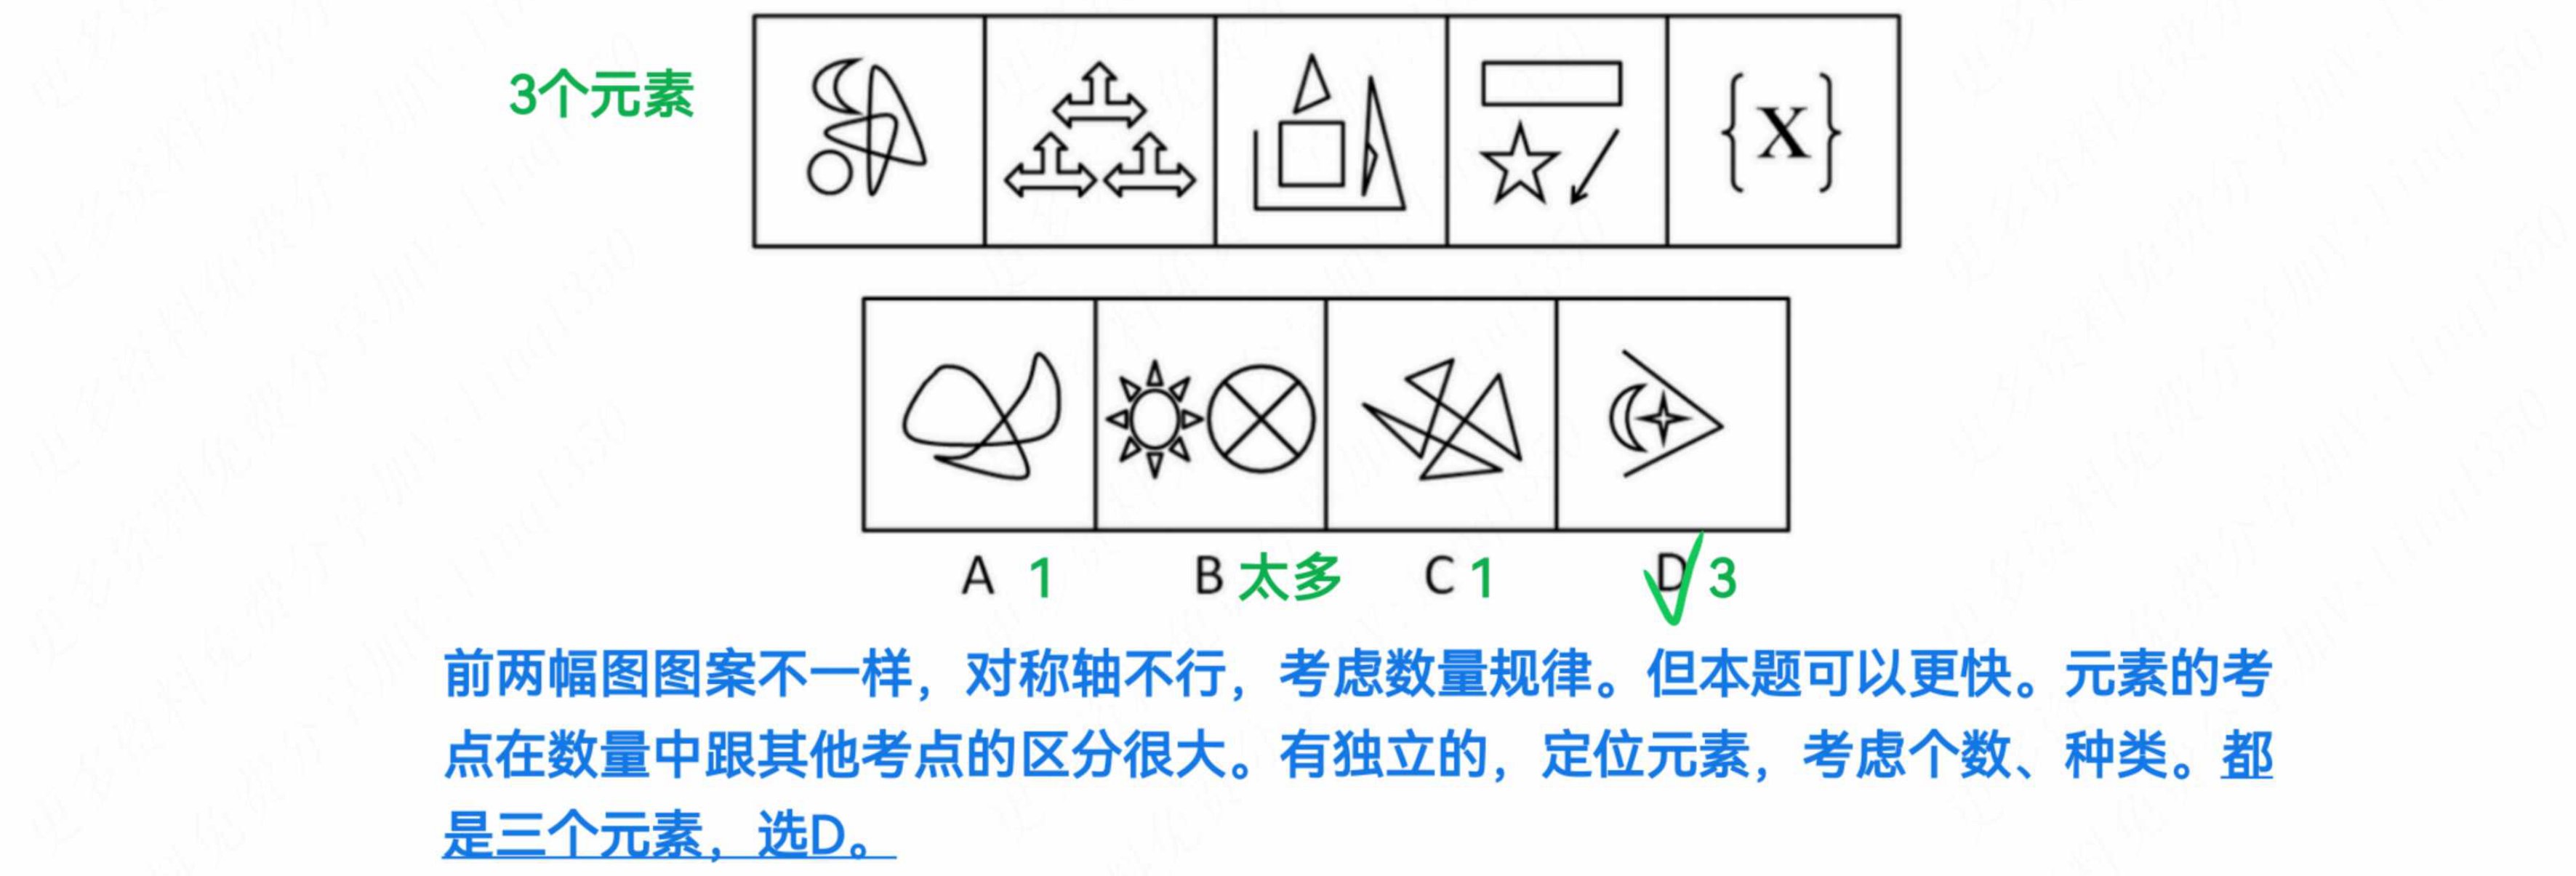 3个元素
{X}
A 1 B 太多 C 1 D 3
前两幅图图案不一样，对称轴不行，考虑数量规律。但本题可以更快。元素的考
点在数量中跟其他考点的区分很大。有独立的，定位元素，考虑个数、种类。都
是三个元素，选D。